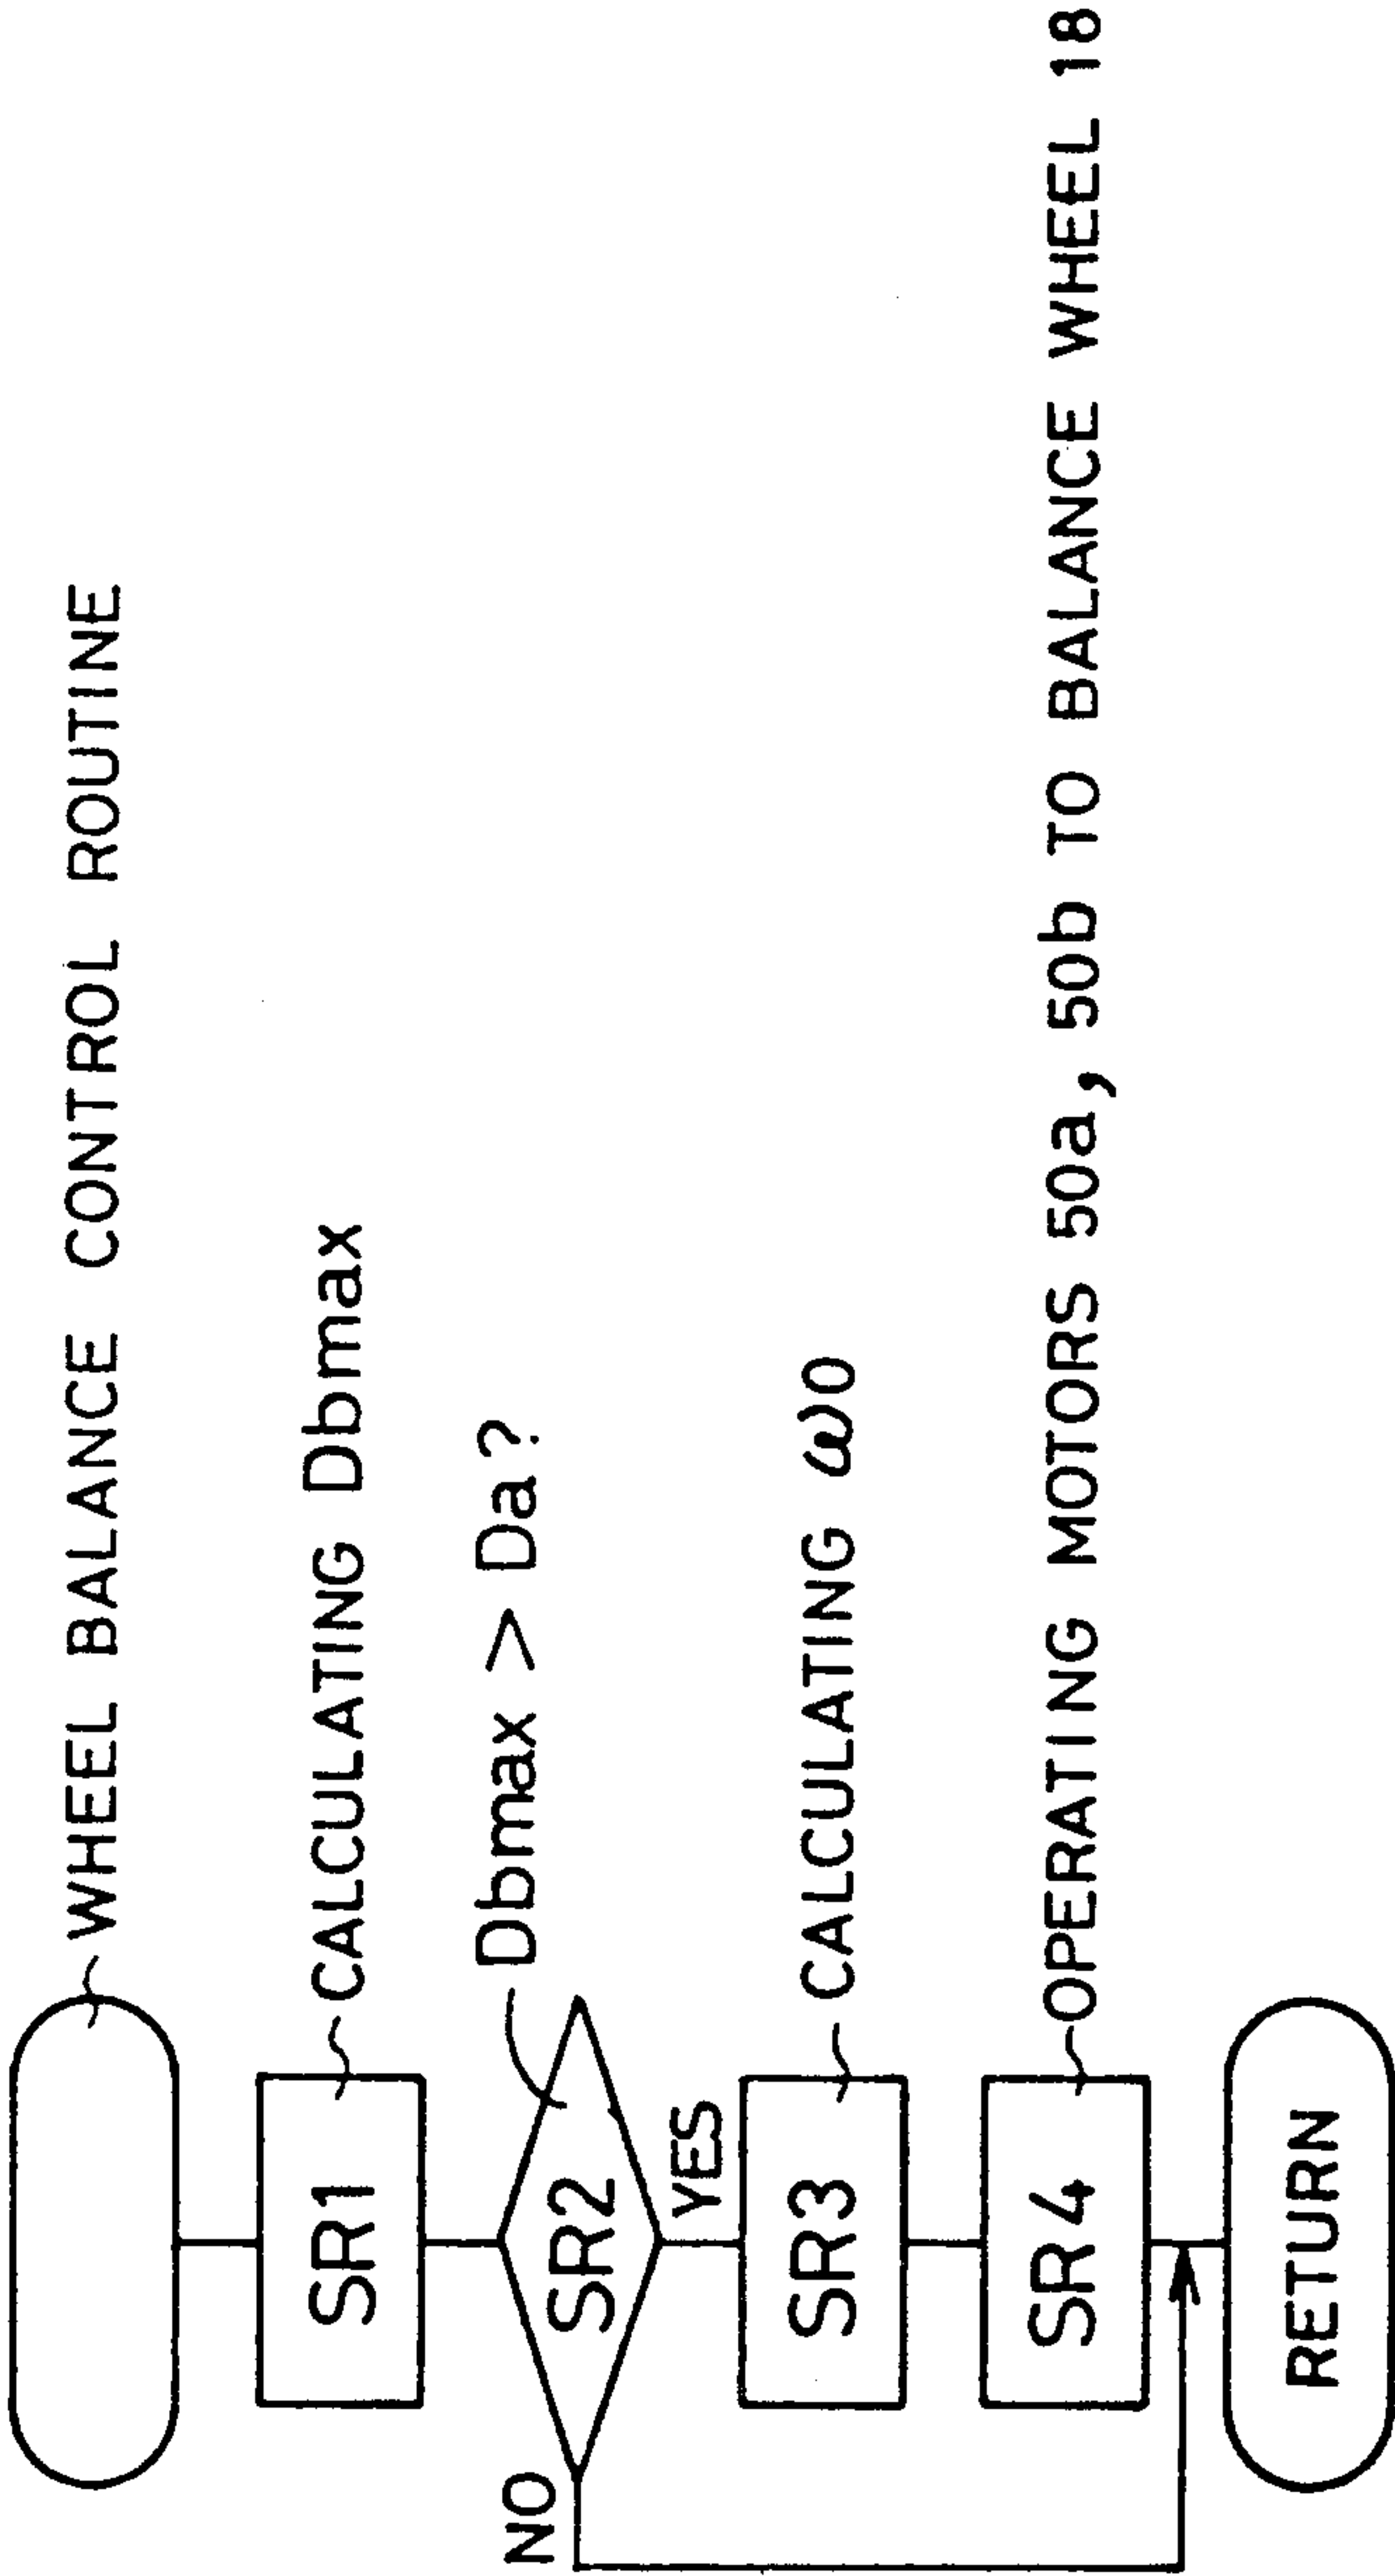 WHEEL BALANCE CONTROL ROUTINE
SR1
CALCULATING Dbmax
SR2
Dbmax > Da?
NO
YES
SR3
CALCULATING ω0
SR4
OPERATING MOTORS 50a, 50b TO BALANCE WHEEL 18
RETURN